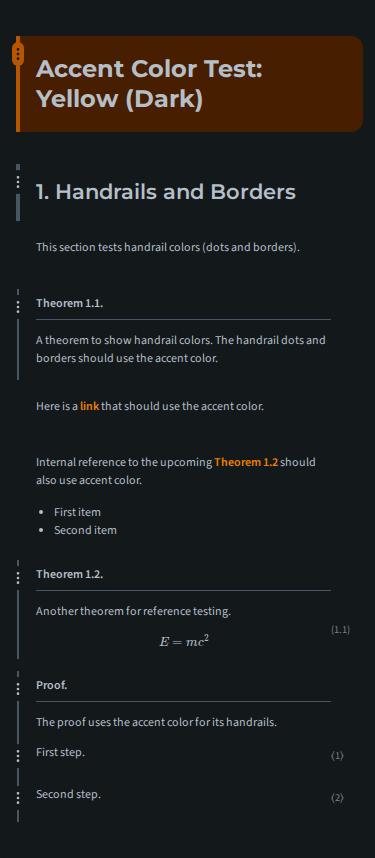 Accent Color Test:
Yellow (Dark)
1. Handrails and Borders
This section tests handrail colors (dots and borders).
Theorem 1.1.
A theorem to show handrail colors. The handrail dots and
borders should use the accent color.
Here is a link that should use the accent color.
Internal reference to the upcoming Theorem 1.2 should
also use accent color.
• First item
• Second item
Theorem 1.2.
Another theorem for reference testing.
E = mc² (1.1)
Proof.
The proof uses the accent color for its handrails.
First step. (1)
Second step. (2)